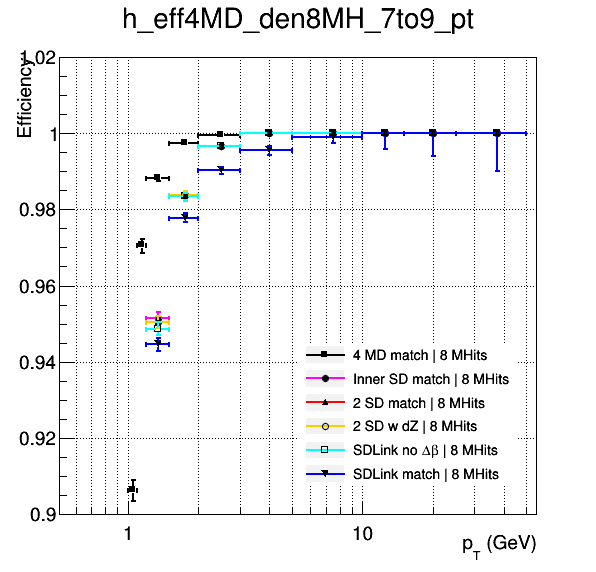 h_eff4MD_den8MH_7to9_pt
Efficiency
1.02
1
0.98
0.96
0.94
0.92
0.9
4 MD match | 8 MHits
Inner SD match | 8 MHits
2 SD match | 8 MHits
2 SD w dZ | 8 MHits
SDLink no Δβ | 8 MHits
SDLink match | 8 MHits
1
10
p_T (GeV)